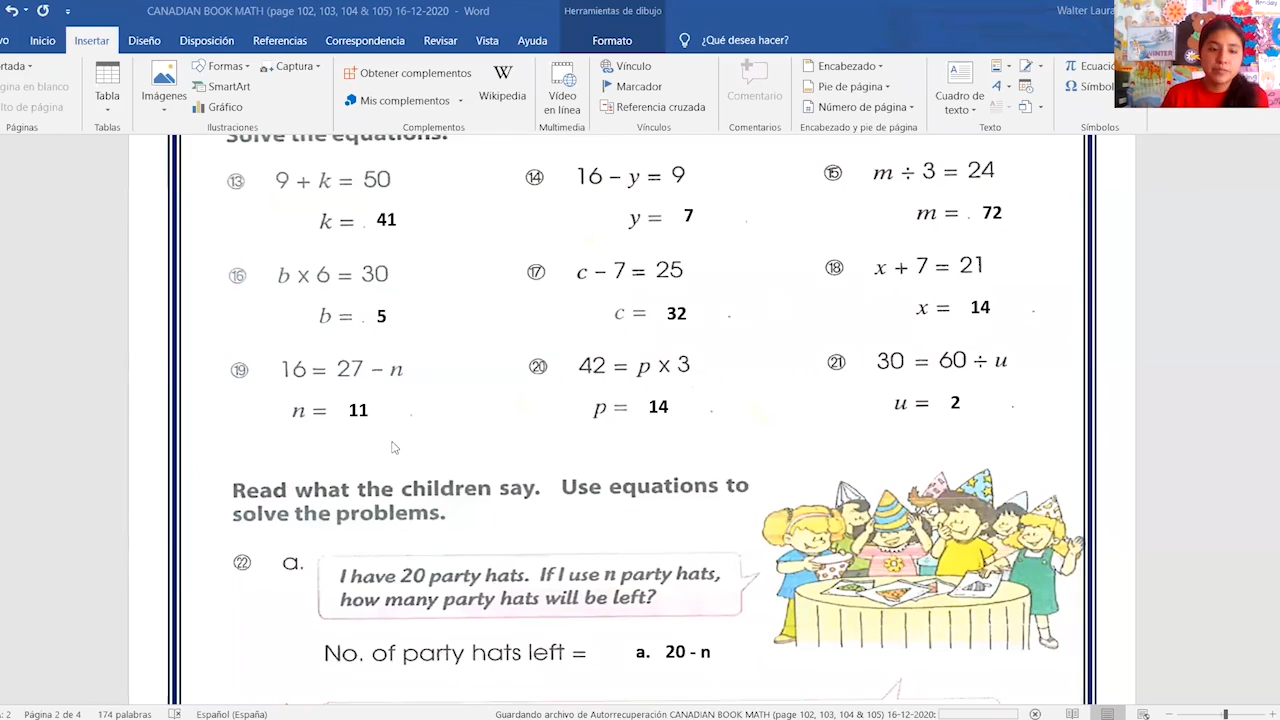 CANADIAN BOOK MATH (page 102, 103, 104 & 105) 16-12-2020 - Word
Herramientas de dibujo
Walter Laura
Inicio Insertar Diseño Disposición Referencias Correspondencia Revisar Vista Ayuda Formato ¿Qué desea hacer?
Tabla
Tablas
Imágenes
Formas
SmartArt
Gráfico
Captura
Ilustraciones
Obtener complementos
Mis complementos
Wikipedia
Complementos
Vídeo en línea
Multimedia
Vínculo
Marcador
Referencia cruzada
Vínculos
Comentario
Comentarios
Encabezado
Pie de página
Número de página
Encabezado y pie de página
Cuadro de texto
Texto
Símbolos
Páginas
Solve the equations.
13 9 + k = 50
k = 41
14 16 – y = 9
y = 7
15 m ÷ 3 = 24
m = 72
16 b x 6 = 30
b = 5
17 c – 7 = 25
c = 32
18 x + 7 = 21
x = 14
19 16 = 27 – n
n = 11
20 42 = p x 3
p = 14
21 30 = 60 ÷ u
u = 2
Read what the children say. Use equations to
solve the problems.
22 a.
I have 20 party hats. If I use n party hats,
how many party hats will be left?
No. of party hats left = a. 20 - n
Página 2 de 4 174 palabras Español (España) Guardando archivo de Autorrecuperación CANADIAN BOOK MATH (page 102, 103, 104 & 105) 16-12-2020: